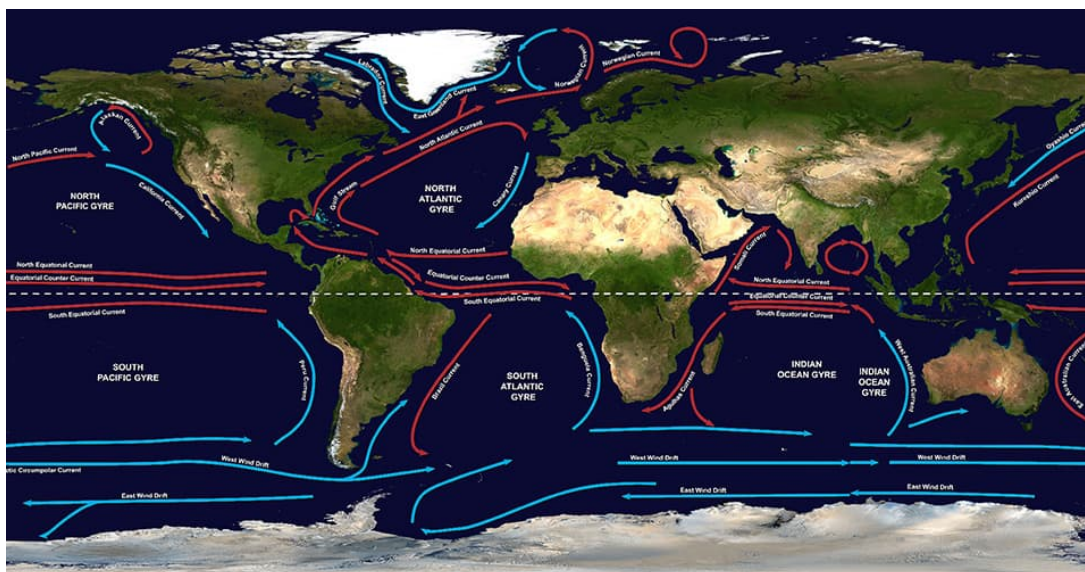 Labrador Current
East Greenland Current
Norwegian Current
Norwegian Current
Alaskan Current
North Pacific Current
California Current
NORTH
PACIFIC GYRE
Gulf Stream
North Atlantic Current
NORTH
ATLANTIC
GYRE
Canary Current
Oyashio Current
Kuroshio Current
North Equatorial Current
Equatorial Counter Current
South Equatorial Current
North Equatorial Current
Equatorial Counter Current
South Equatorial Current
Somali Current
North Equatorial Current
Equatorial Counter Current
South Equatorial Current
SOUTH
PACIFIC GYRE
Peru Current
Brazil Current
SOUTH
ATLANTIC
GYRE
Benguela Current
Agulhas Current
INDIAN
OCEAN GYRE
INDIAN
OCEAN
GYRE
West Australian Current
East Australian Current
West Wind Drift
tic Circumpolar Current
East Wind Drift
West Wind Drift
West Wind Drift
East Wind Drift
East Wind Drift